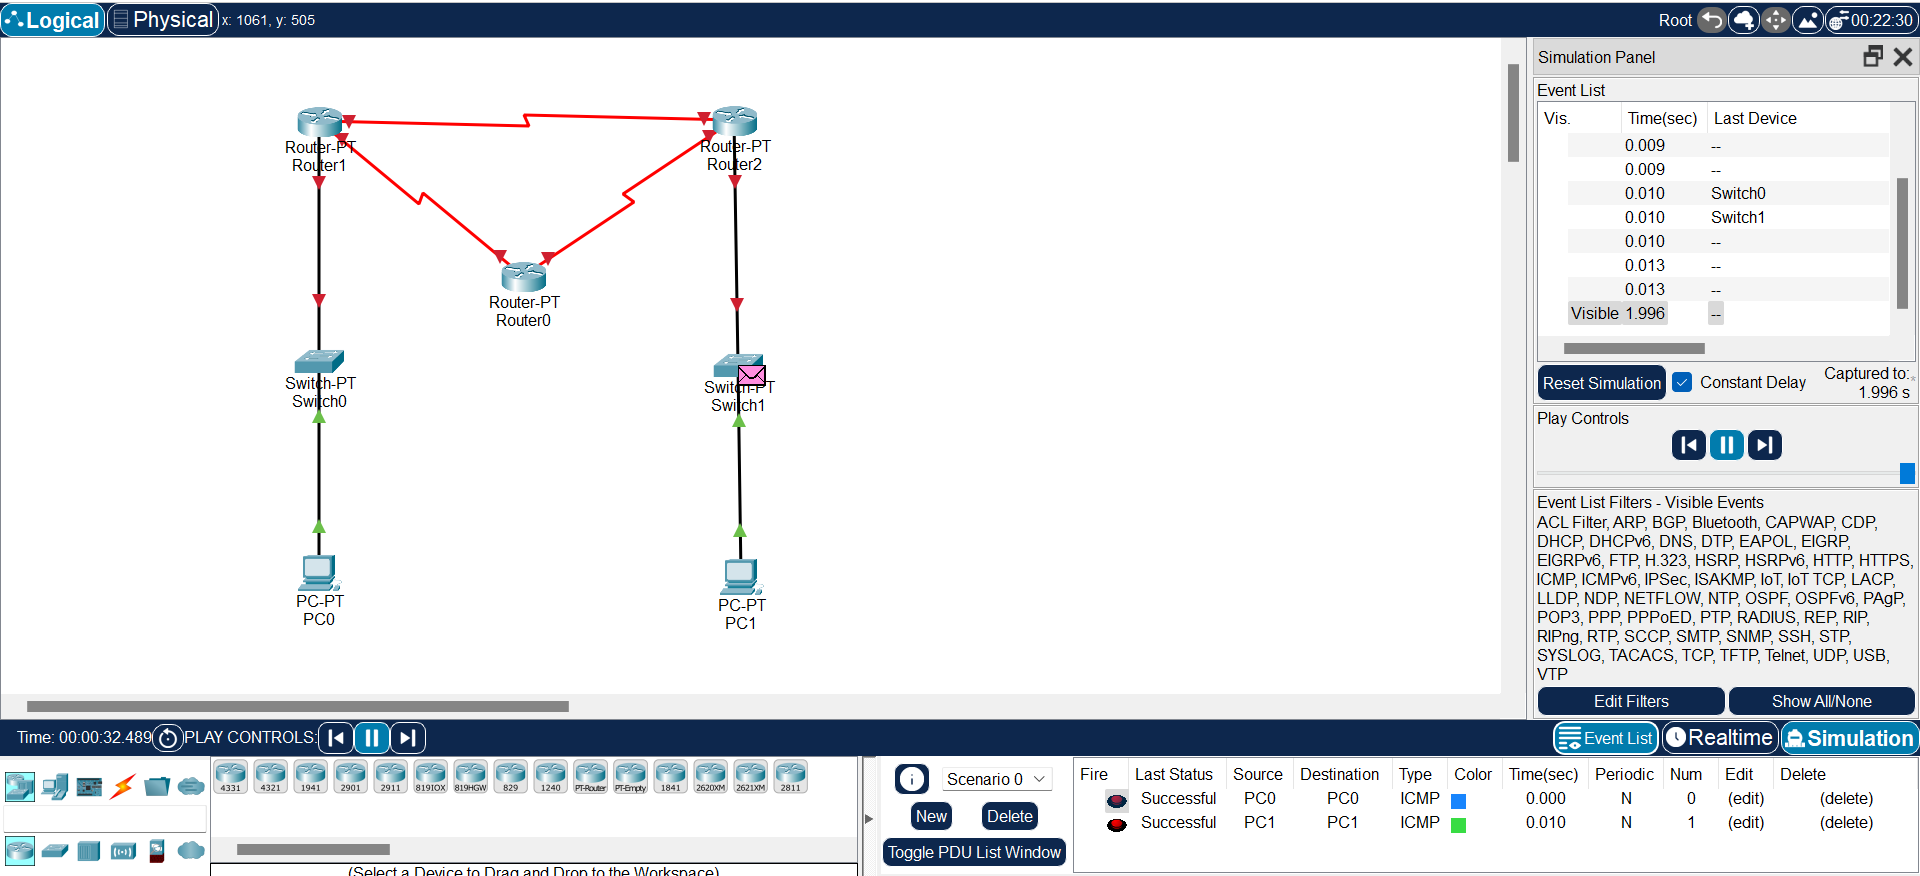 Logical Physical x: 1061, y: 505 Root 00:22:30
Router-PT
Router1
Router-PT
Router2
Router-PT
Router0
Switch-PT
Switch0
Switch-PT
Switch1
PC-PT
PC0
PC-PT
PC1
Simulation Panel
Event List
Vis. Time(sec) Last Device
0.009 --
0.009 --
0.010 Switch0
0.010 Switch1
0.010 --
0.013 --
0.013 --
Visible 1.996 --
Reset Simulation Constant Delay Captured to:
1.996 s
Play Controls
Event List Filters - Visible Events
ACL Filter, ARP, BGP, Bluetooth, CAPWAP, CDP,
DHCP, DHCPv6, DNS, DTP, EAPOL, EIGRP,
EIGRPv6, FTP, H.323, HSRP, HSRPv6, HTTP, HTTPS,
ICMP, ICMPv6, IPSec, ISAKMP, IoT, IoT TCP, LACP,
LLDP, NDP, NETFLOW, NTP, OSPF, OSPFv6, PAgP,
POP3, PPP, PPPoED, PTP, RADIUS, REP, RIP,
RIPng, RTP, SCCP, SMTP, SNMP, SSH, STP,
SYSLOG, TACACS, TCP, TFTP, Telnet, UDP, USB,
VTP
Edit Filters Show All/None
Time: 00:00:32.489 PLAY CONTROLS: Event List Realtime Simulation
4331 4321 1941 2901 2911 819IOX 819HGW 829 1240 PT-Router PT-Empty 1841 2620XM 2621XM 2811
(Select a Device to Drag and Drop to the Workspace)
Scenario 0
New Delete
Toggle PDU List Window
Fire Last Status Source Destination Type Color Time(sec) Periodic Num Edit Delete
Successful PC0 PC0 ICMP 0.000 N 0 (edit) (delete)
Successful PC1 PC1 ICMP 0.010 N 1 (edit) (delete)